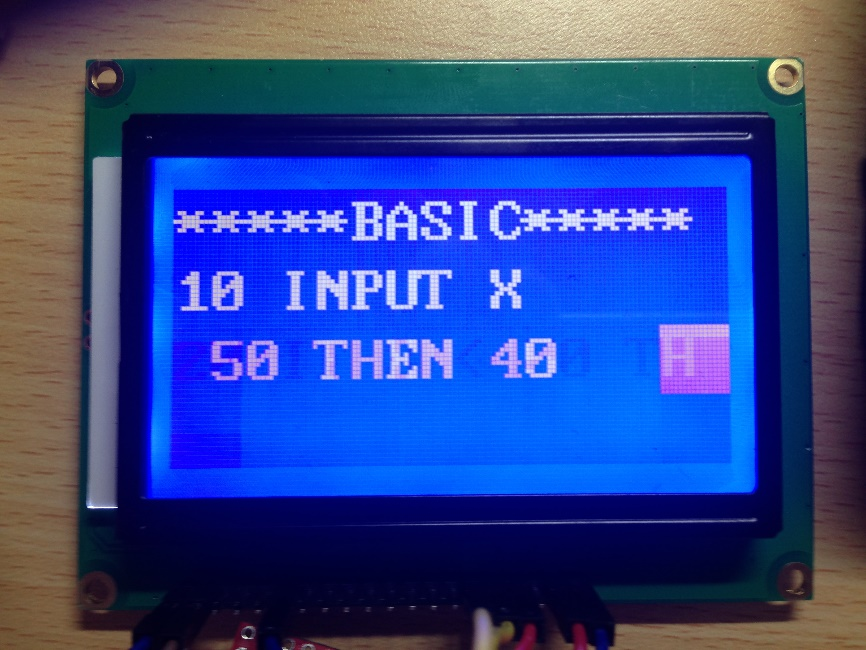 *****BASIC*****
10 INPUT X
50 THEN 40 H